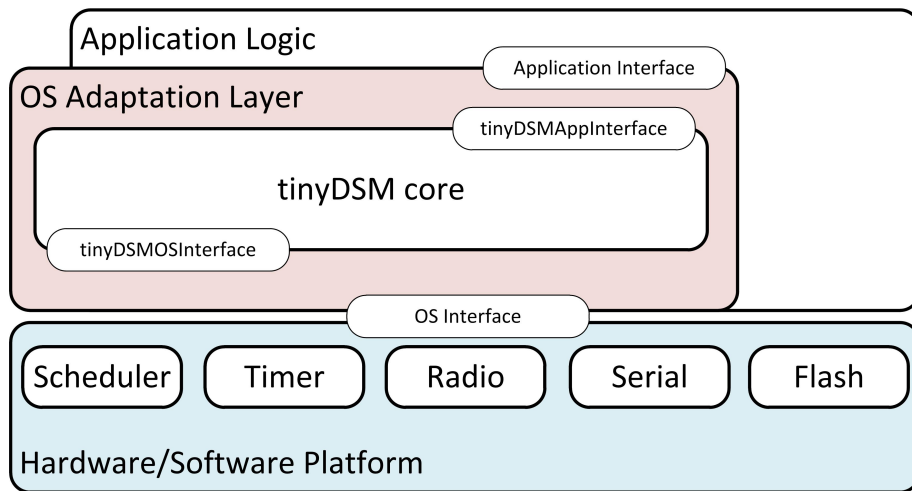 Application Logic
Application Interface
OS Adaptation Layer
tinyDSMAppInterface
tinyDSM core
tinyDSMOSInterface
OS Interface
Scheduler
Timer
Radio
Serial
Flash
Hardware/Software Platform